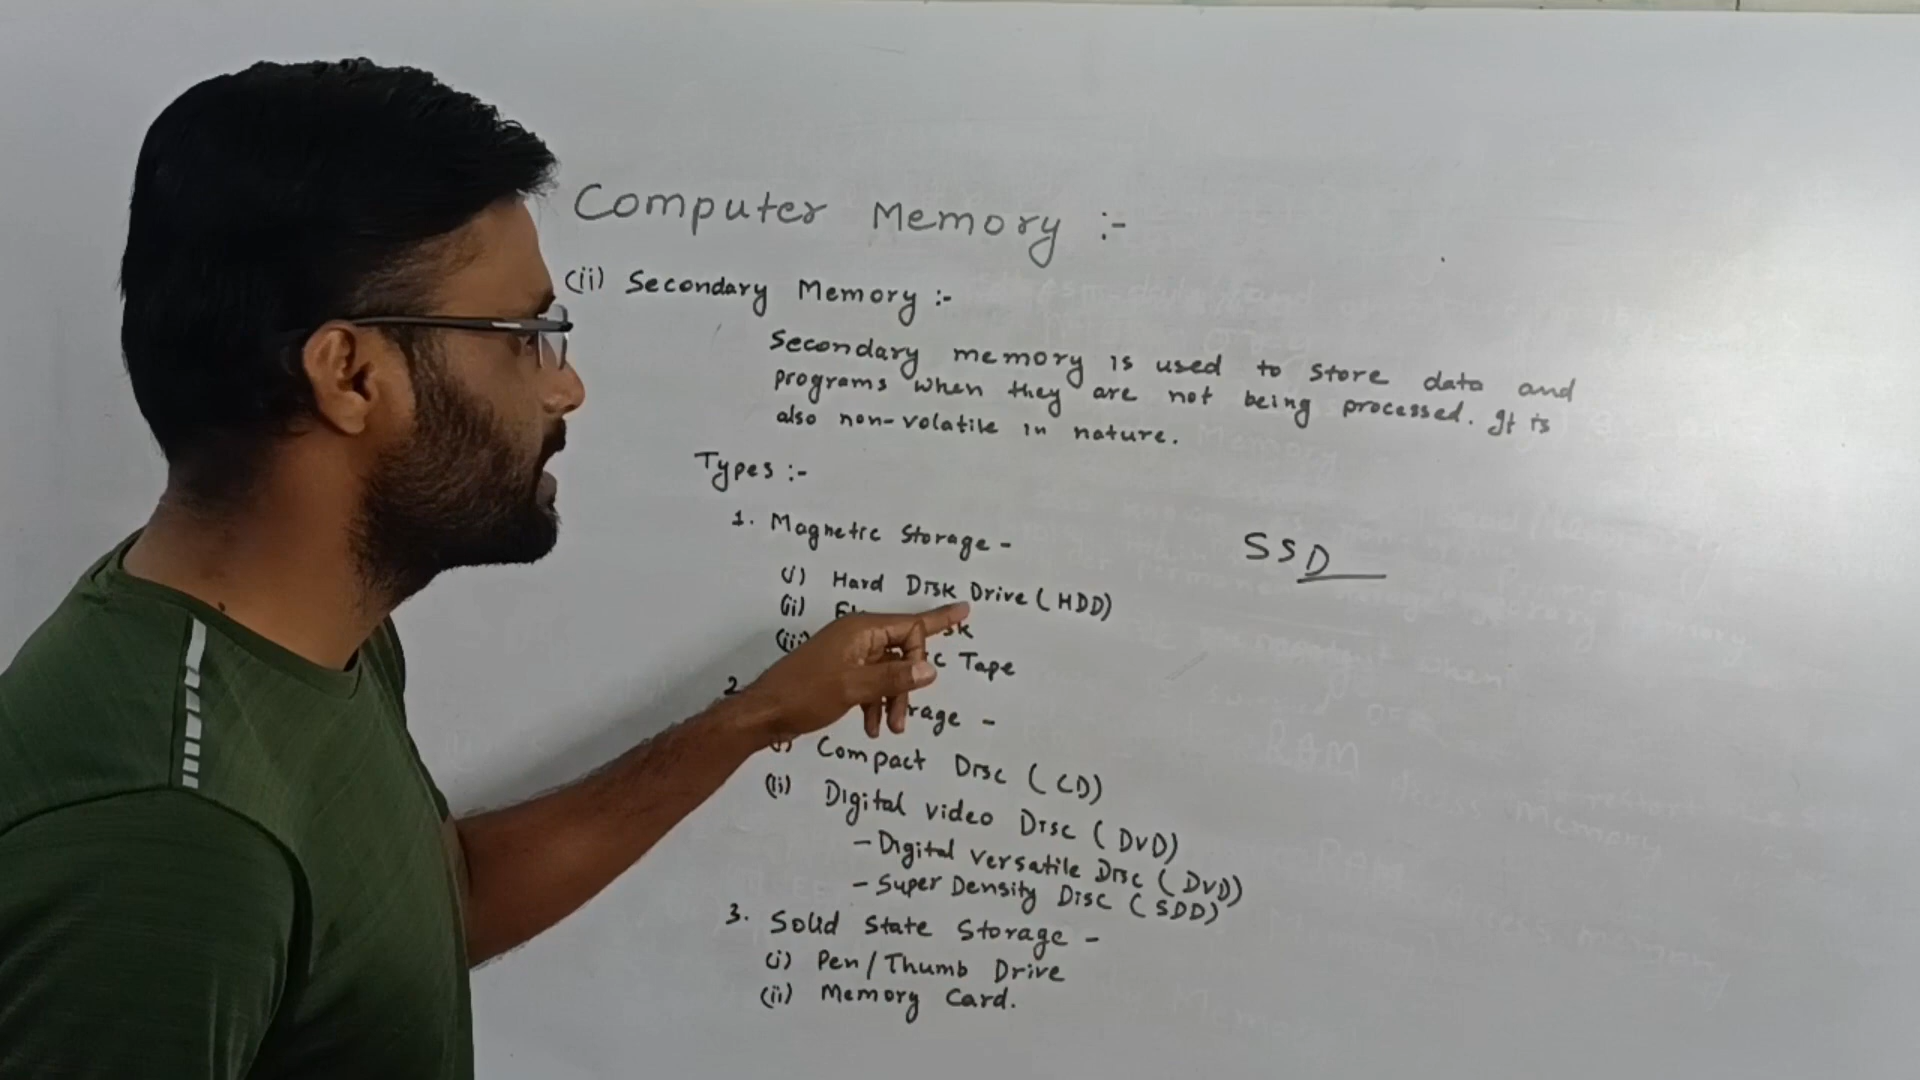 Computer Memory :-
(ii) Secondary Memory :-
Secondary memory is used to store data and
programs when they are not being processed. It is
also non-volatile in nature.
Types :-
1. Magnetic Storage -
SSD
(i) Hard Disk Drive (HDD)
(ii)
(iii) Tape
2.
(i) Compact Disc (CD)
(ii) Digital video Disc (DVD)
- Digital Versatile Disc (DVD)
- Super Density Disc (SDD)
3. Solid State Storage -
(i) Pen/Thumb Drive
(ii) Memory Card.